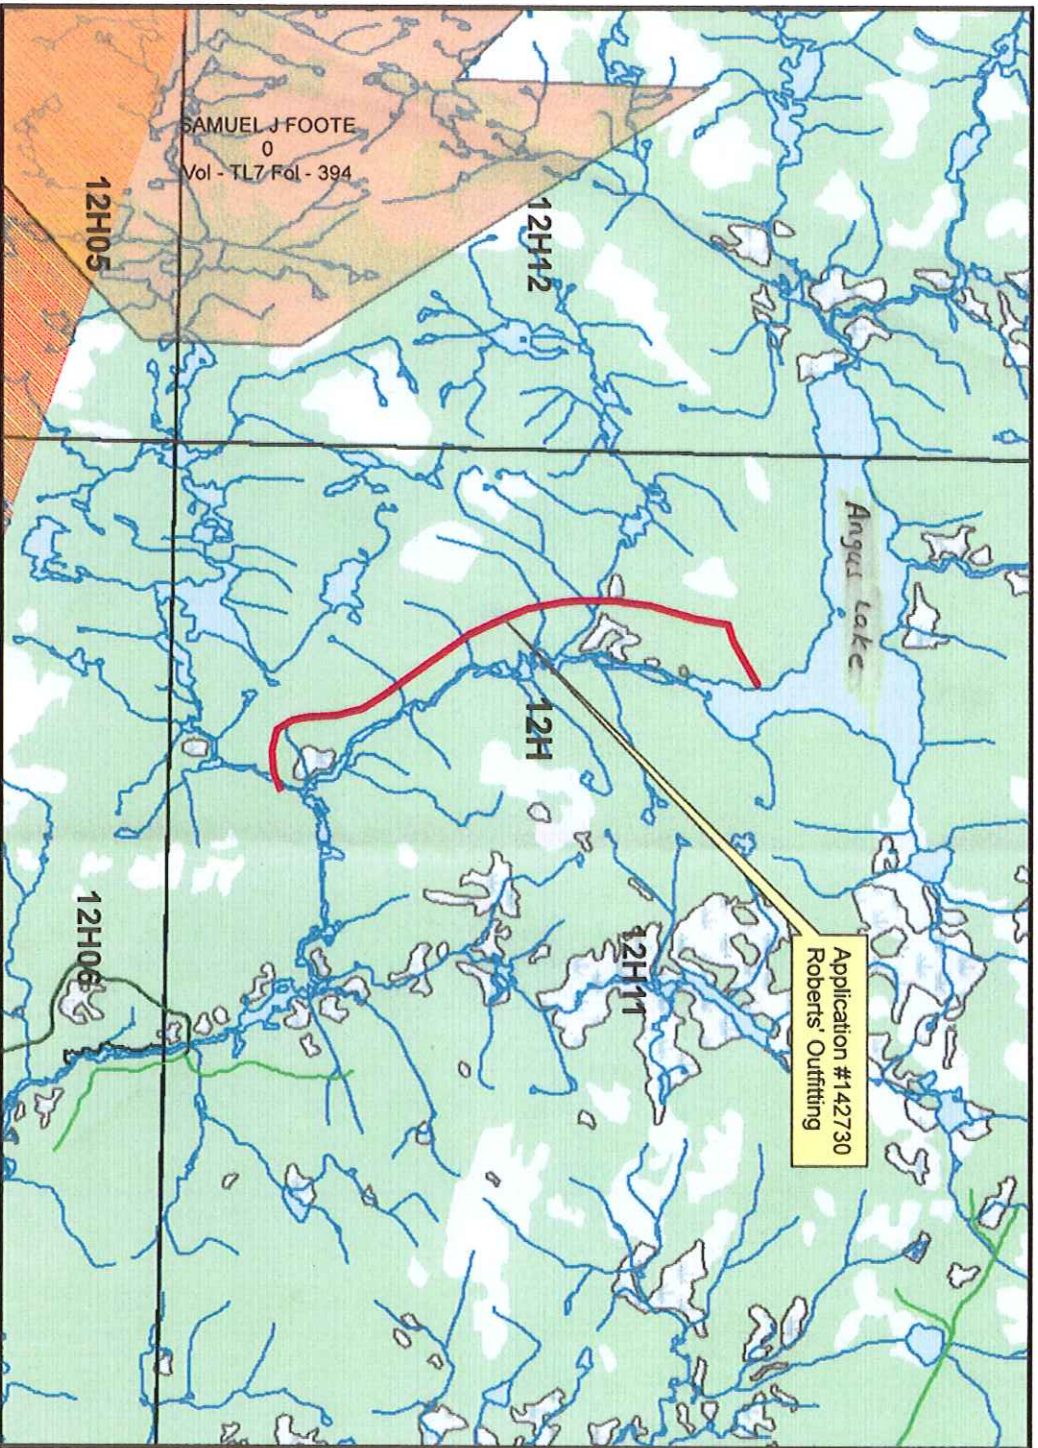 SAMUEL J FOOTE
0
Vol - TL7 Fol - 394
12H05
12H12
Angus Lake
12H
12H11
12H06
Application #142730
Roberts' Outfitting